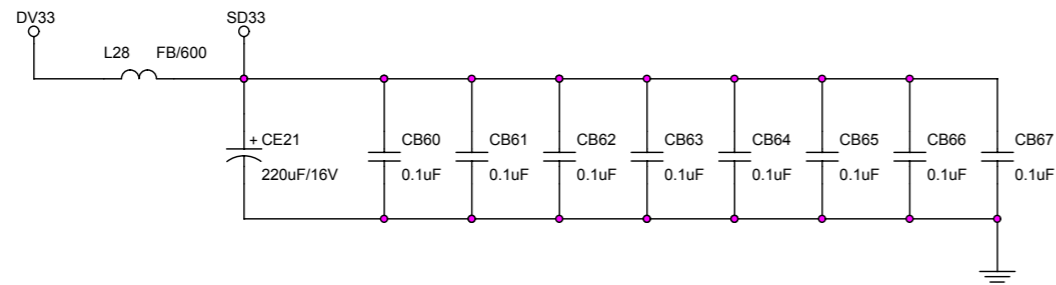 DV33 SD33
L28 FB/600
+ CE21 CB60 CB61 CB62 CB63 CB64 CB65 CB66 CB67
220uF/16V 0.1uF 0.1uF 0.1uF 0.1uF 0.1uF 0.1uF 0.1uF 0.1uF